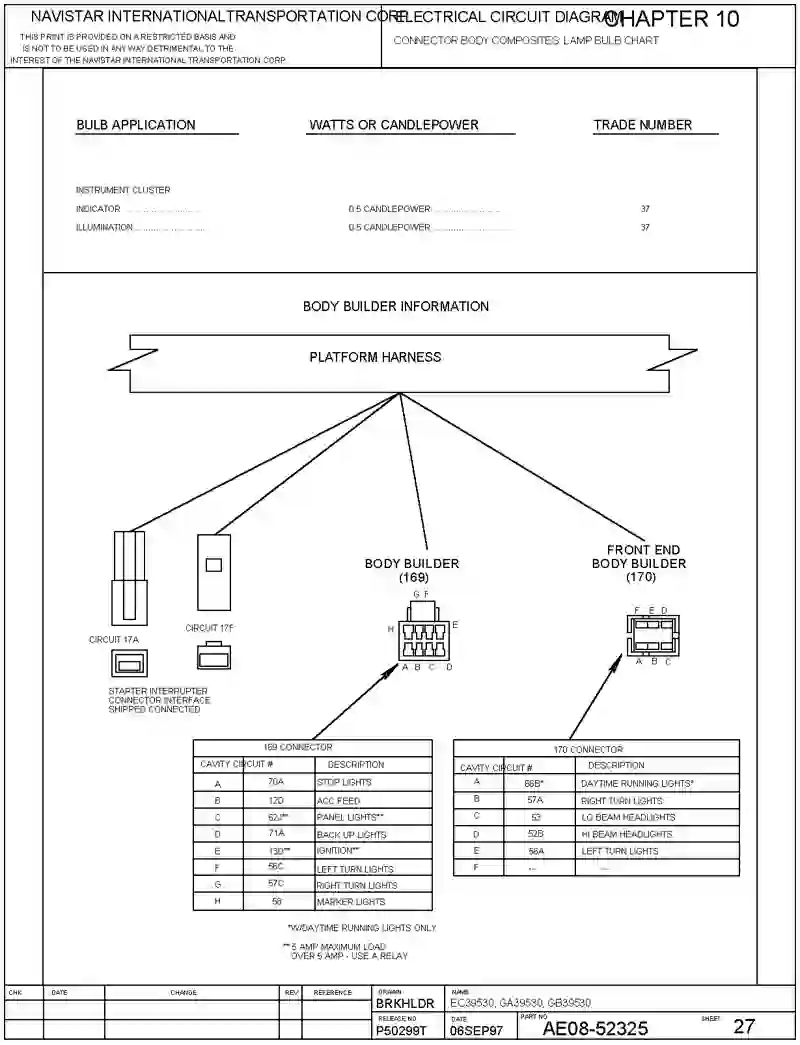 NAVISTAR INTERNATIONAL TRANSPORTATION CORP.
THIS PRINT IS PROVIDED ON A RESTRICTED BASIS AND
IS NOT TO BE USED IN ANY WAY DETRIMENTAL TO THE
INTEREST OF THE NAVISTAR INTERNATIONAL TRANSPORTATION CORP.
ELECTRICAL CIRCUIT DIAGRAM
CHAPTER 10
CONNECTOR BODY COMPOSITES: LAMP BULB CHART
BULB APPLICATION WATTS OR CANDLEPOWER TRADE NUMBER
INSTRUMENT CLUSTER
INDICATOR ........................ 0.5 CANDLEPOWER ........................ 37
ILLUMINATION ........................ 0.5 CANDLEPOWER ........................ 37
BODY BUILDER INFORMATION
PLATFORM HARNESS
BODY BUILDER
(169)
FRONT END
BODY BUILDER
(170)
G F
H E
A B C D
F E D
A B C
CIRCUIT 17A
CIRCUIT 17F
STARTER INTERRUPTER
CONNECTOR INTERFACE
SHIPPED CONNECTED
169 CONNECTOR
CAVITY CIRCUIT # DESCRIPTION
A 70A STOP LIGHTS
B 12D ACC FEED
C 62J** PANEL LIGHTS**
D 71A BACK UP LIGHTS
E 13D** IGNITION**
F 56C LEFT TURN LIGHTS
G 57C RIGHT TURN LIGHTS
H 58 MARKER LIGHTS
170 CONNECTOR
CAVITY CIRCUIT # DESCRIPTION
A DAYTIME RUNNING LIGHTS*
B 57A RIGHT TURN LIGHTS
C 53 LO BEAM HEADLIGHTS
D 52B HI BEAM HEADLIGHTS
E 56A LEFT TURN LIGHTS
F --- ---
*W/DAYTIME RUNNING LIGHTS ONLY
** 5 AMP MAXIMUM LOAD
OVER 5 AMP - USE A RELAY
CHK DATE CHANGE REV REFERENCE
DRAWN
BRKHLDR
NAME
EC39530, GA39530, GB39530
RELEASE NO
P50299T
DATE
06SEP97
PART NO
AE08-52325
SHEET 27